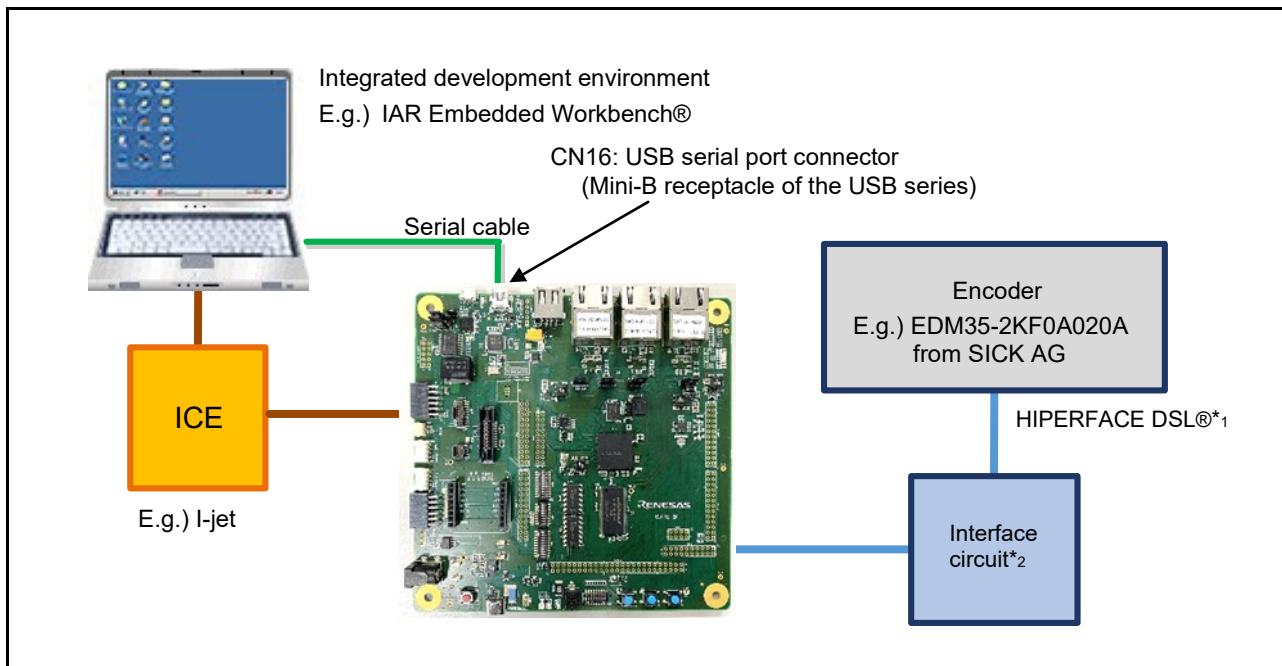 Integrated development environment
E.g.) IAR Embedded Workbench®
CN16: USB serial port connector
(Mini-B receptacle of the USB series)
Serial cable
Encoder
E.g.) EDM35-2KF0A020A
from SICK AG
ICE
HIPERFACE DSL®*1
E.g.) I-jet
RENESAS
Interface
circuit*2